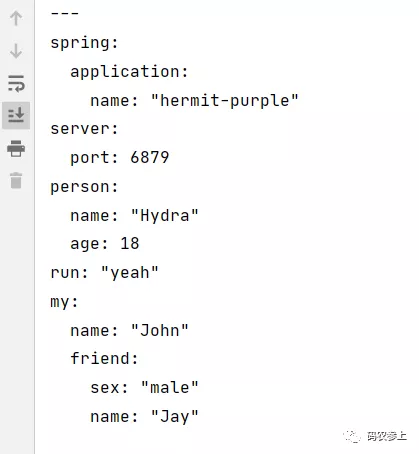 ---
spring:
  application:
    name: "hermit-purple"
server:
  port: 6879
person:
  name: "Hydra"
  age: 18
run: "yeah"
my:
  name: "John"
  friend:
    sex: "male"
    name: "Jay"
码农参上